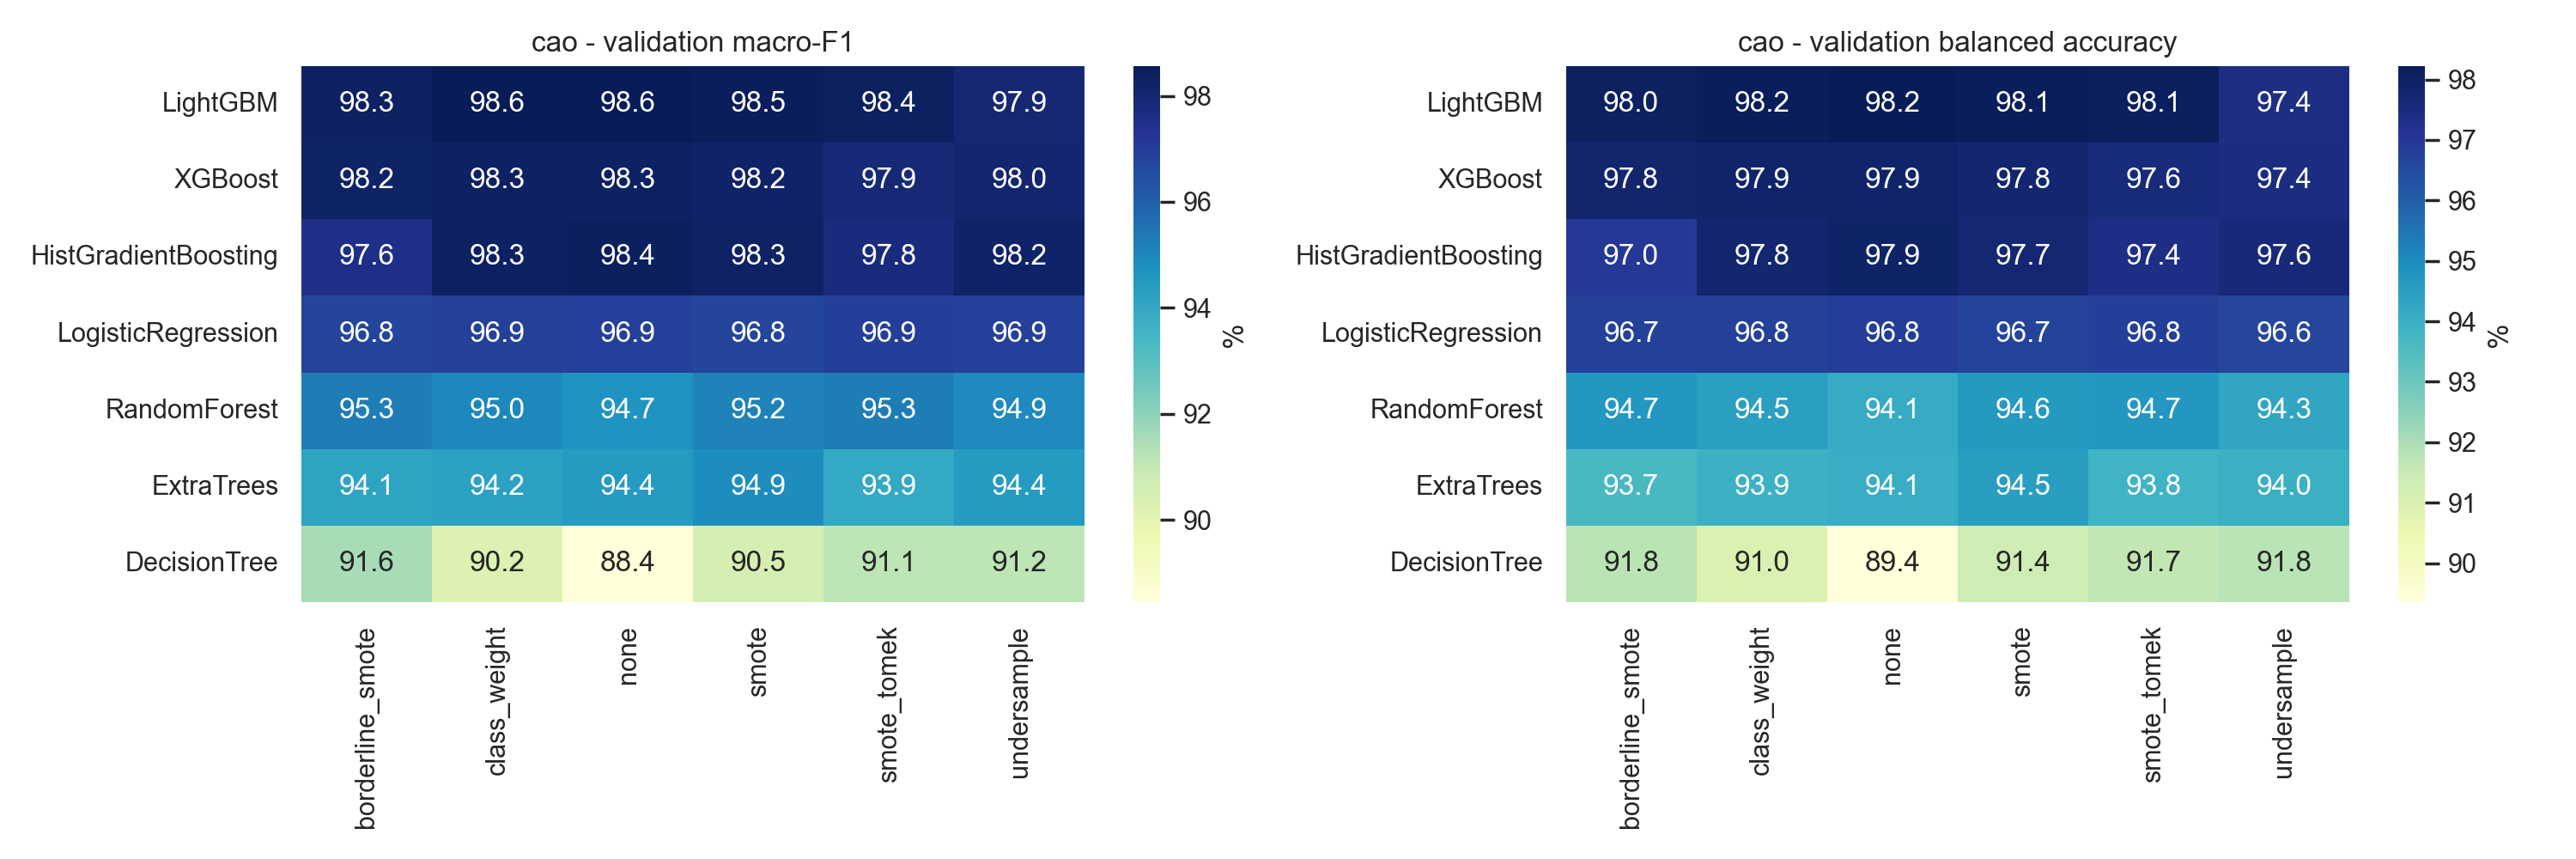 cao - validation macro-F1
LightGBM 98.3 98.6 98.6 98.5 98.4 97.9
XGBoost 98.2 98.3 98.3 98.2 97.9 98.0
HistGradientBoosting 97.6 98.3 98.4 98.3 97.8 98.2
LogisticRegression 96.8 96.9 96.9 96.8 96.9 96.9
RandomForest 95.3 95.0 94.7 95.2 95.3 94.9
ExtraTrees 94.1 94.2 94.4 94.9 93.9 94.4
DecisionTree 91.6 90.2 88.4 90.5 91.1 91.2
borderline_smote class_weight none smote smote_tomek undersample
98
96
94
92
90
%
cao - validation balanced accuracy
LightGBM 98.0 98.2 98.2 98.1 98.1 97.4
XGBoost 97.8 97.9 97.9 97.8 97.6 97.4
HistGradientBoosting 97.0 97.8 97.9 97.7 97.4 97.6
LogisticRegression 96.7 96.8 96.8 96.7 96.8 96.6
RandomForest 94.7 94.5 94.1 94.6 94.7 94.3
ExtraTrees 93.7 93.9 94.1 94.5 93.8 94.0
DecisionTree 91.8 91.0 89.4 91.4 91.7 91.8
borderline_smote class_weight none smote smote_tomek undersample
98
97
96
95
94
93
92
91
90
%